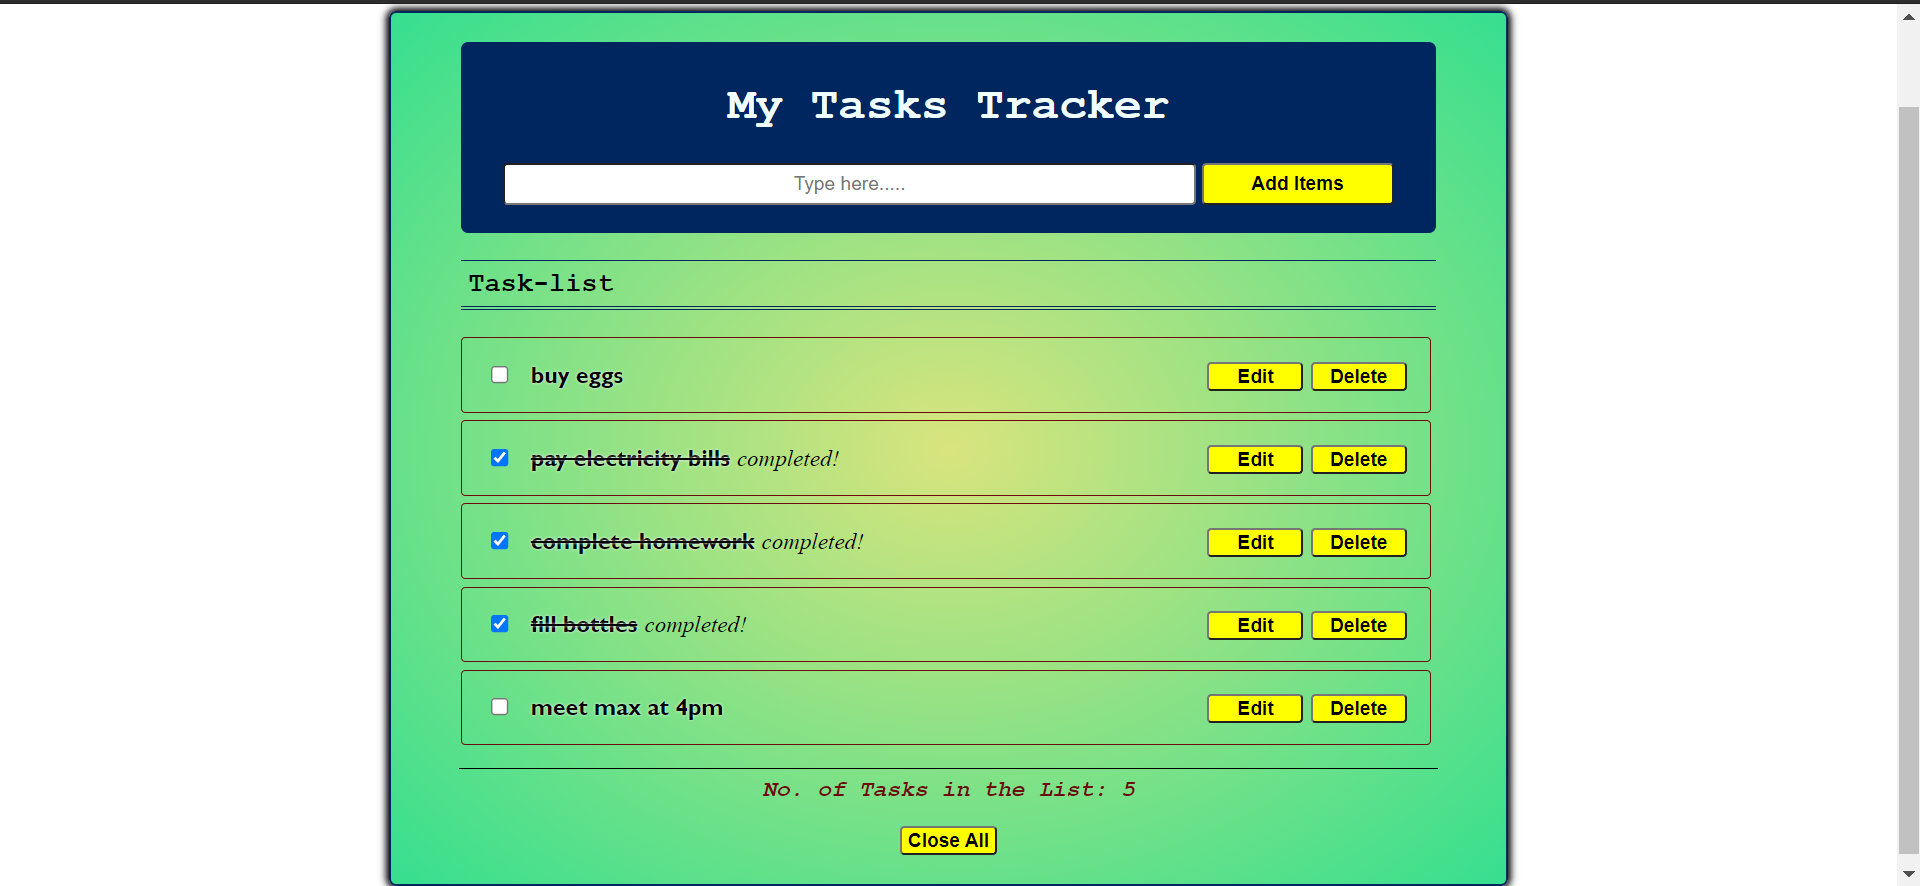 My Tasks Tracker
Type here.....
Add Items
Task-list
buy eggs Edit Delete
pay electricity bills completed! Edit Delete
complete homework completed! Edit Delete
fill bottles completed! Edit Delete
meet max at 4pm Edit Delete
No. of Tasks in the List: 5
Close All